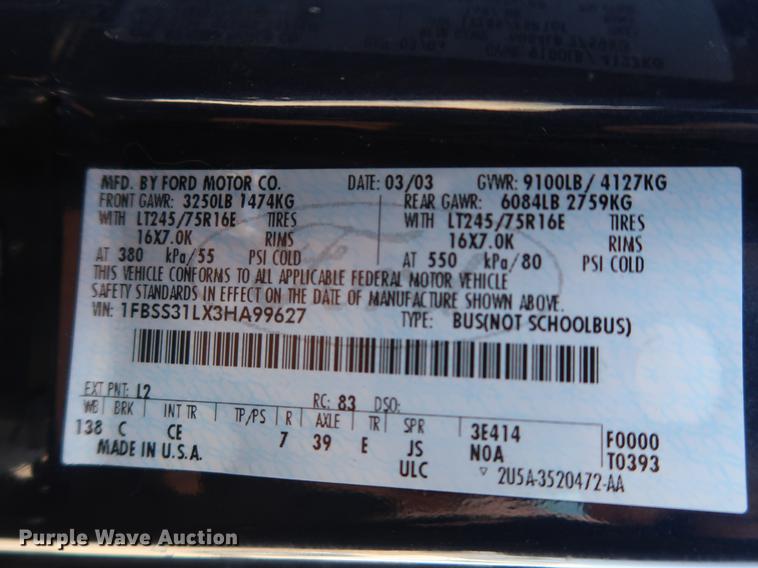 MFD. BY FORD MOTOR CO. DATE: 03/03 GVWR: 9100LB/ 4127KG
FRONT GAWR: 3250LB 1474KG REAR GAWR: 6084LB 2759KG
WITH LT245/75R16E TIRES WITH LT245/75R16E TIRES
16X7.0K RIMS 16X7.0K RIMS
AT 380 kPa/55 PSI COLD AT 550 kPa/80 PSI COLD
THIS VEHICLE CONFORMS TO ALL APPLICABLE FEDERAL MOTOR VEHICLE
SAFETY STANDARDS IN EFFECT ON THE DATE OF MANUFACTURE SHOWN ABOVE.
VIN: 1FBSS31LX3HA99627 TYPE: BUS(NOT SCHOOLBUS)
EXT PNT: L2 RC: 83 DSO:
WB BRK INT TR TP/PS R AXLE TR SPR 3E414 F0000
138 C CE 7 39 E JS N0A T0393
MADE IN U.S.A. ULC 2U5A-3520472-AA
Purple Wave Auction